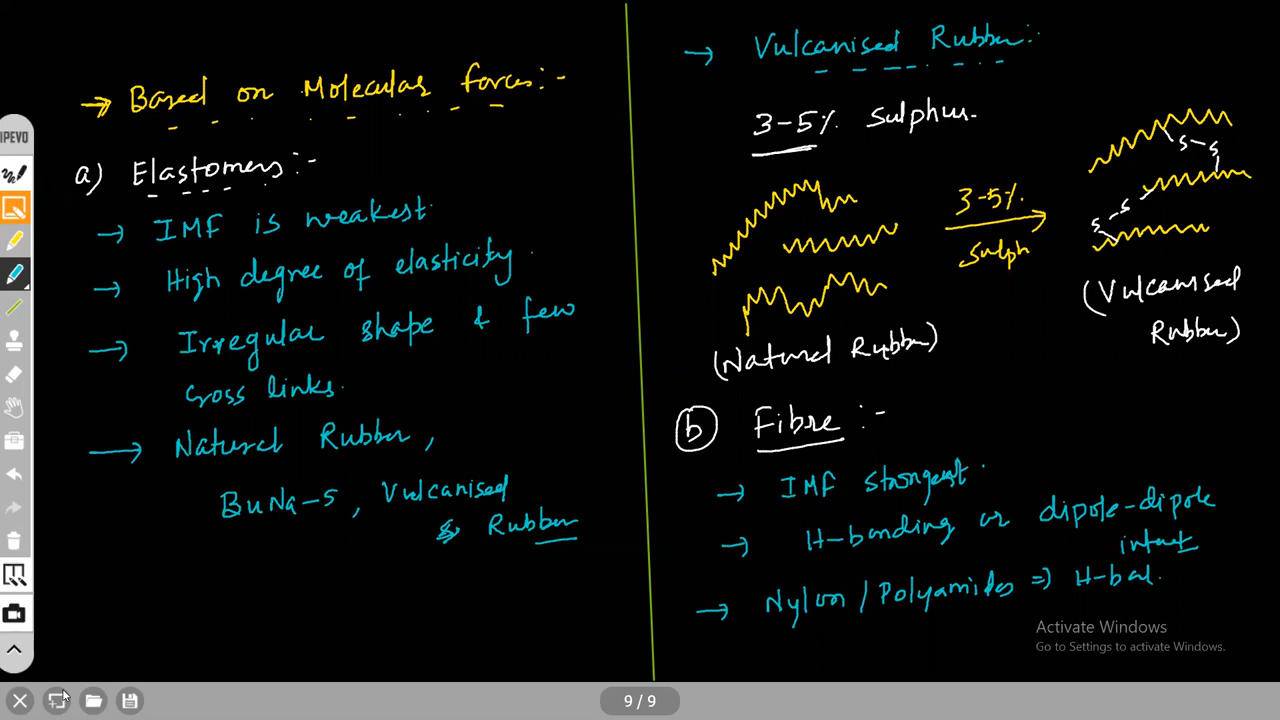 IPEVO
→ Based on Molecular forces:-
a) Elastomers:-
→ IMF is weakest.
→ High degree of elasticity.
→ Irregular shape & few
cross links.
→ Natural Rubber,
BuNa-S, Vulcanised
Rubber
→ Vulcanised Rubber:-
3-5% sulphur.
3-5%
Sulph
S-S
S-S
(Natural Rubber)
(Vulcanised
Rubber)
b Fibre:-
→ IMF strongest.
→ H-bonding or dipole-dipole
interact
→ Nylon / Polyamides ⇒ H-bal.
Activate Windows
Go to Settings to activate Windows.
9 / 9